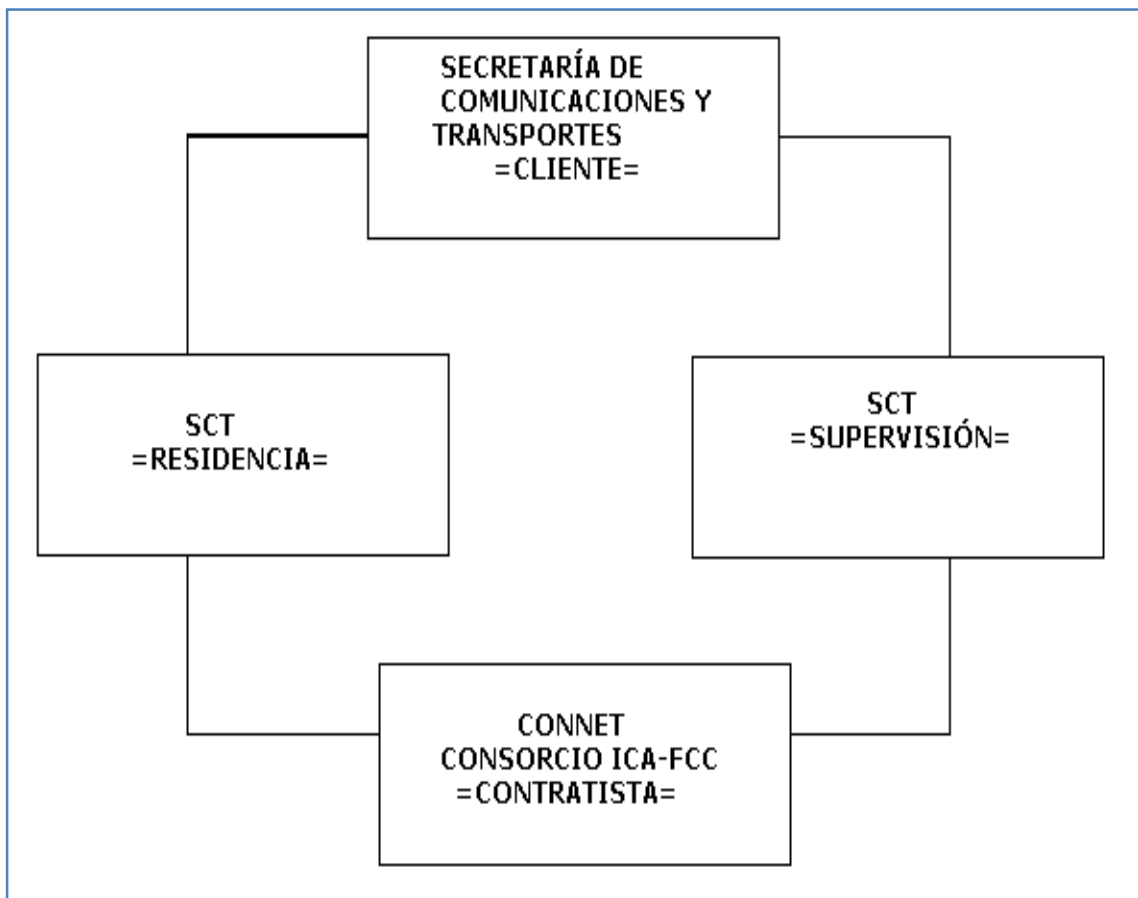 SECRETARÍA DE
COMUNICACIONES Y
TRANSPORTES
=CLIENTE=
SCT
=RESIDENCIA=
SCT
=SUPERVISIÓN=
CONNET
CONSORCIO ICA-FCC
=CONTRATISTA=